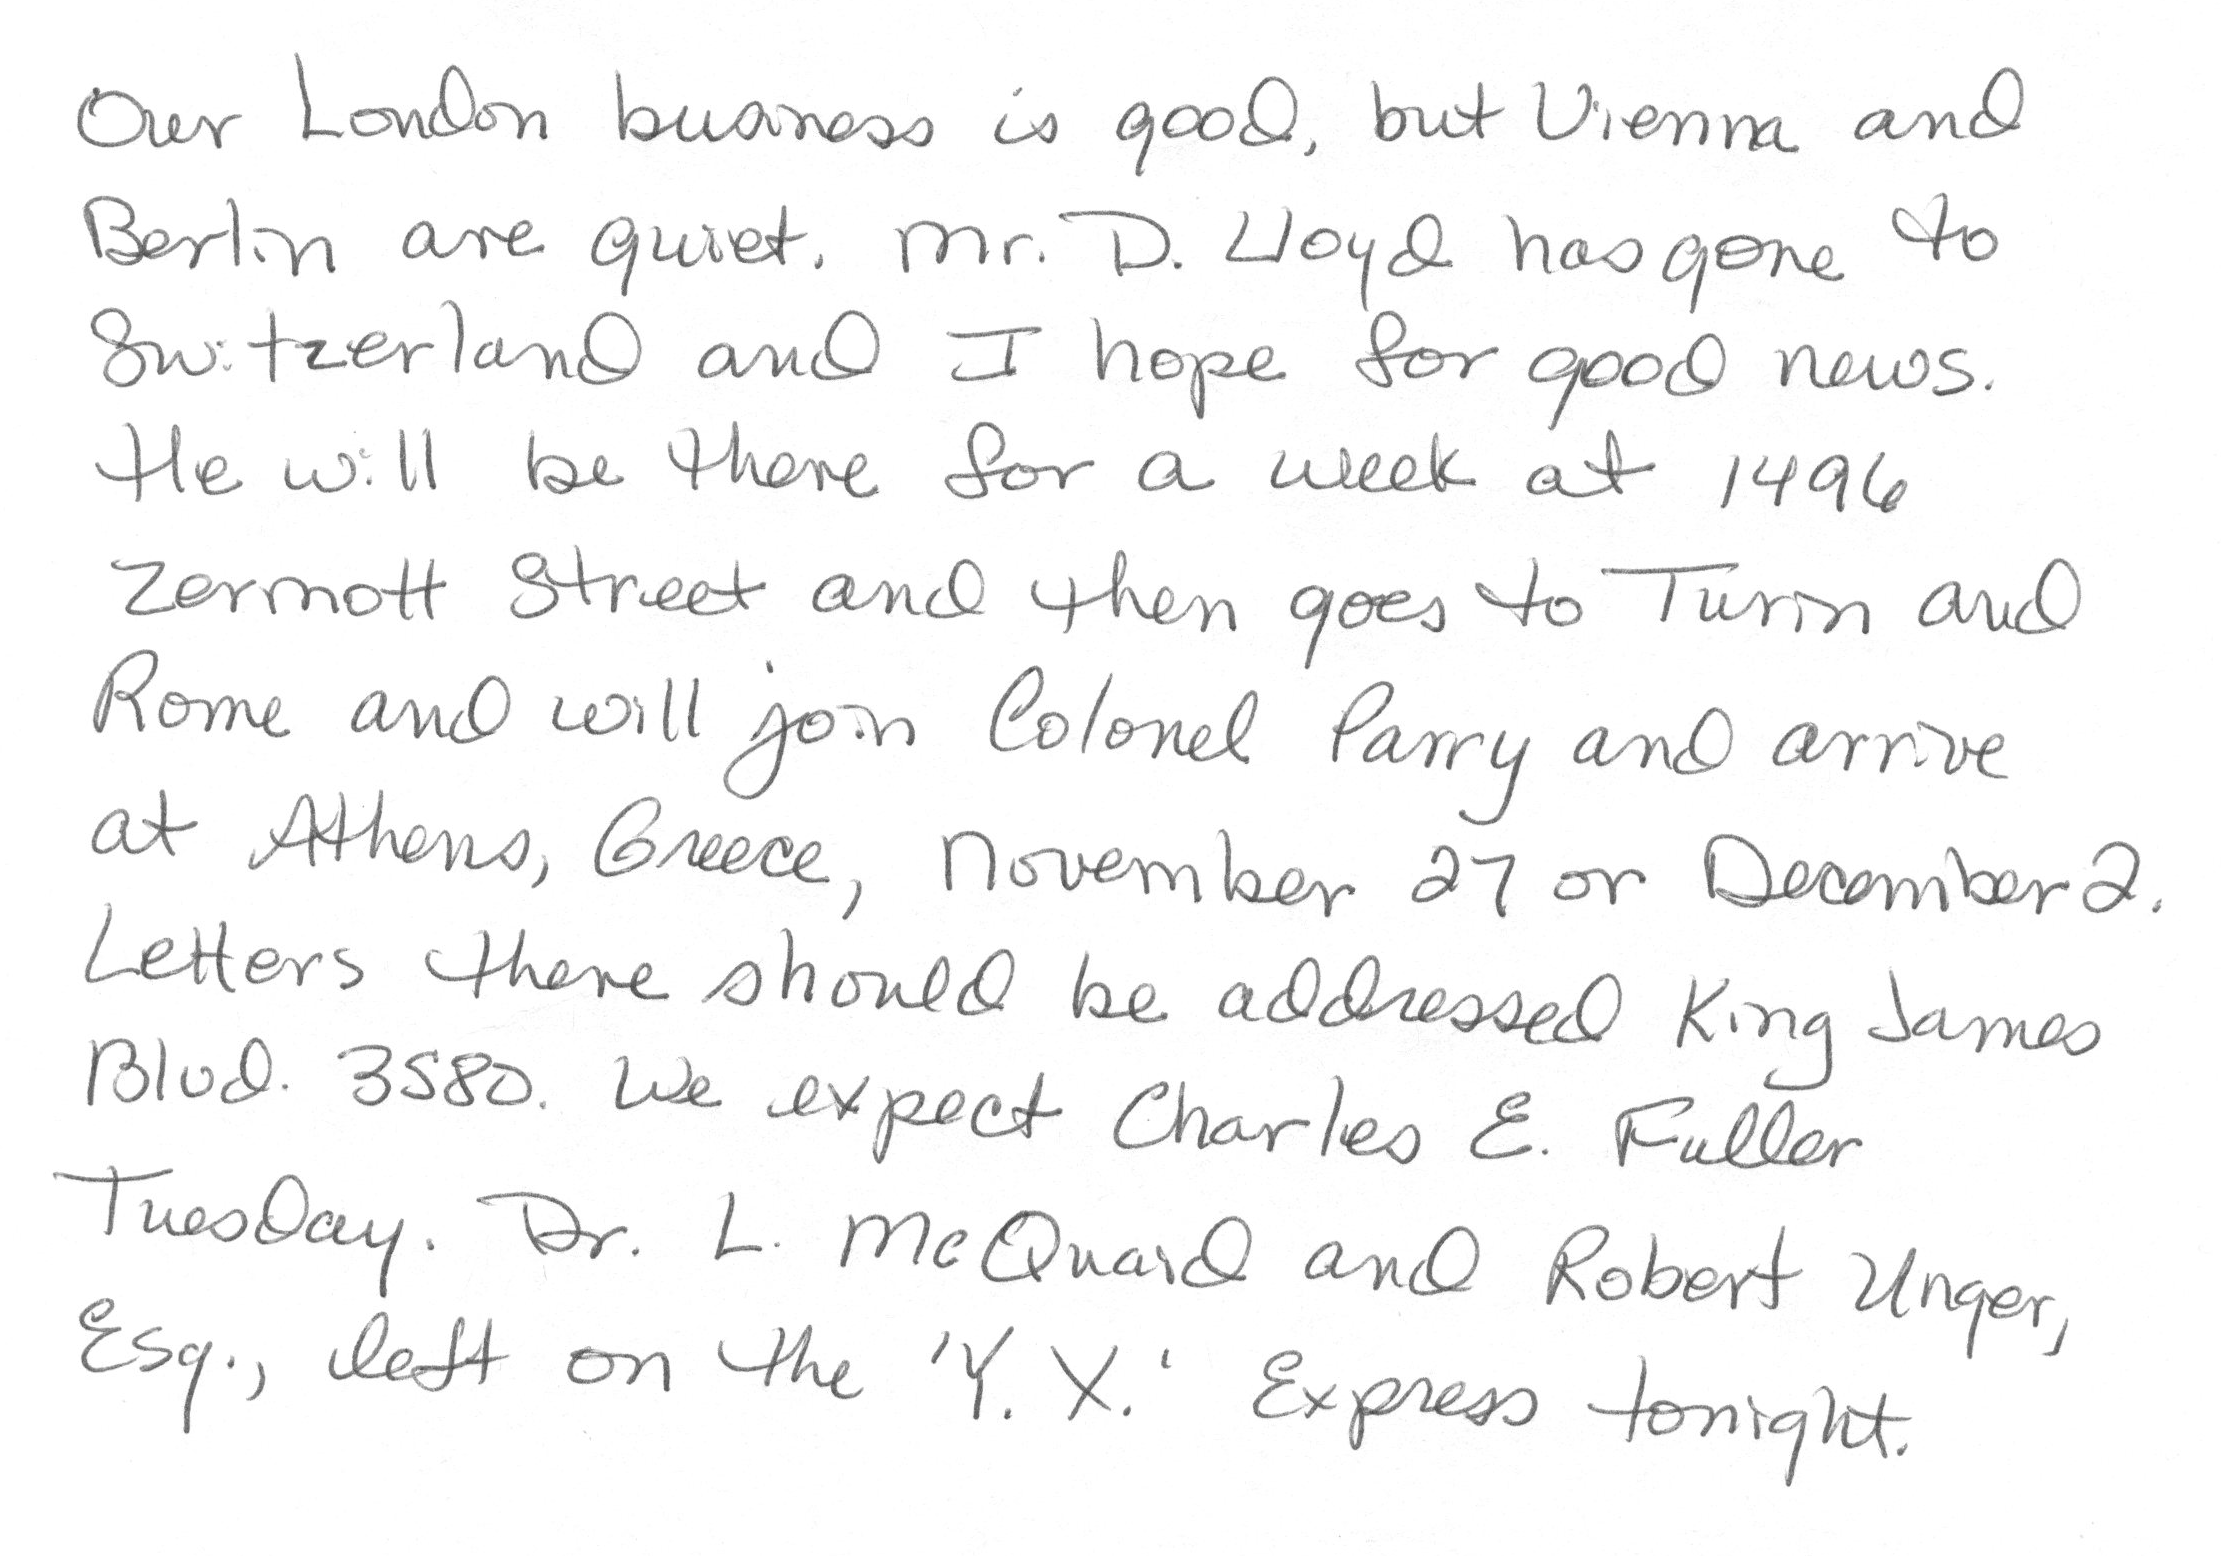 Our London business is good, but Vienna and
Berlin are quiet. Mr. D. Lloyd has gone to
Switzerland and I hope for good news.
He will be there for a week at 1496
Zermott Street and then goes to Turin and
Rome and will join Colonel Parry and arrive
at Athens, Greece, November 27 or December 2.
Letters there should be addressed King James
Blvd. 3580. We expect Charles E. Fuller
Tuesday. Dr. L. McQuaid and Robert Unger,
Esq., left on the 'Y. X.' Express tonight.